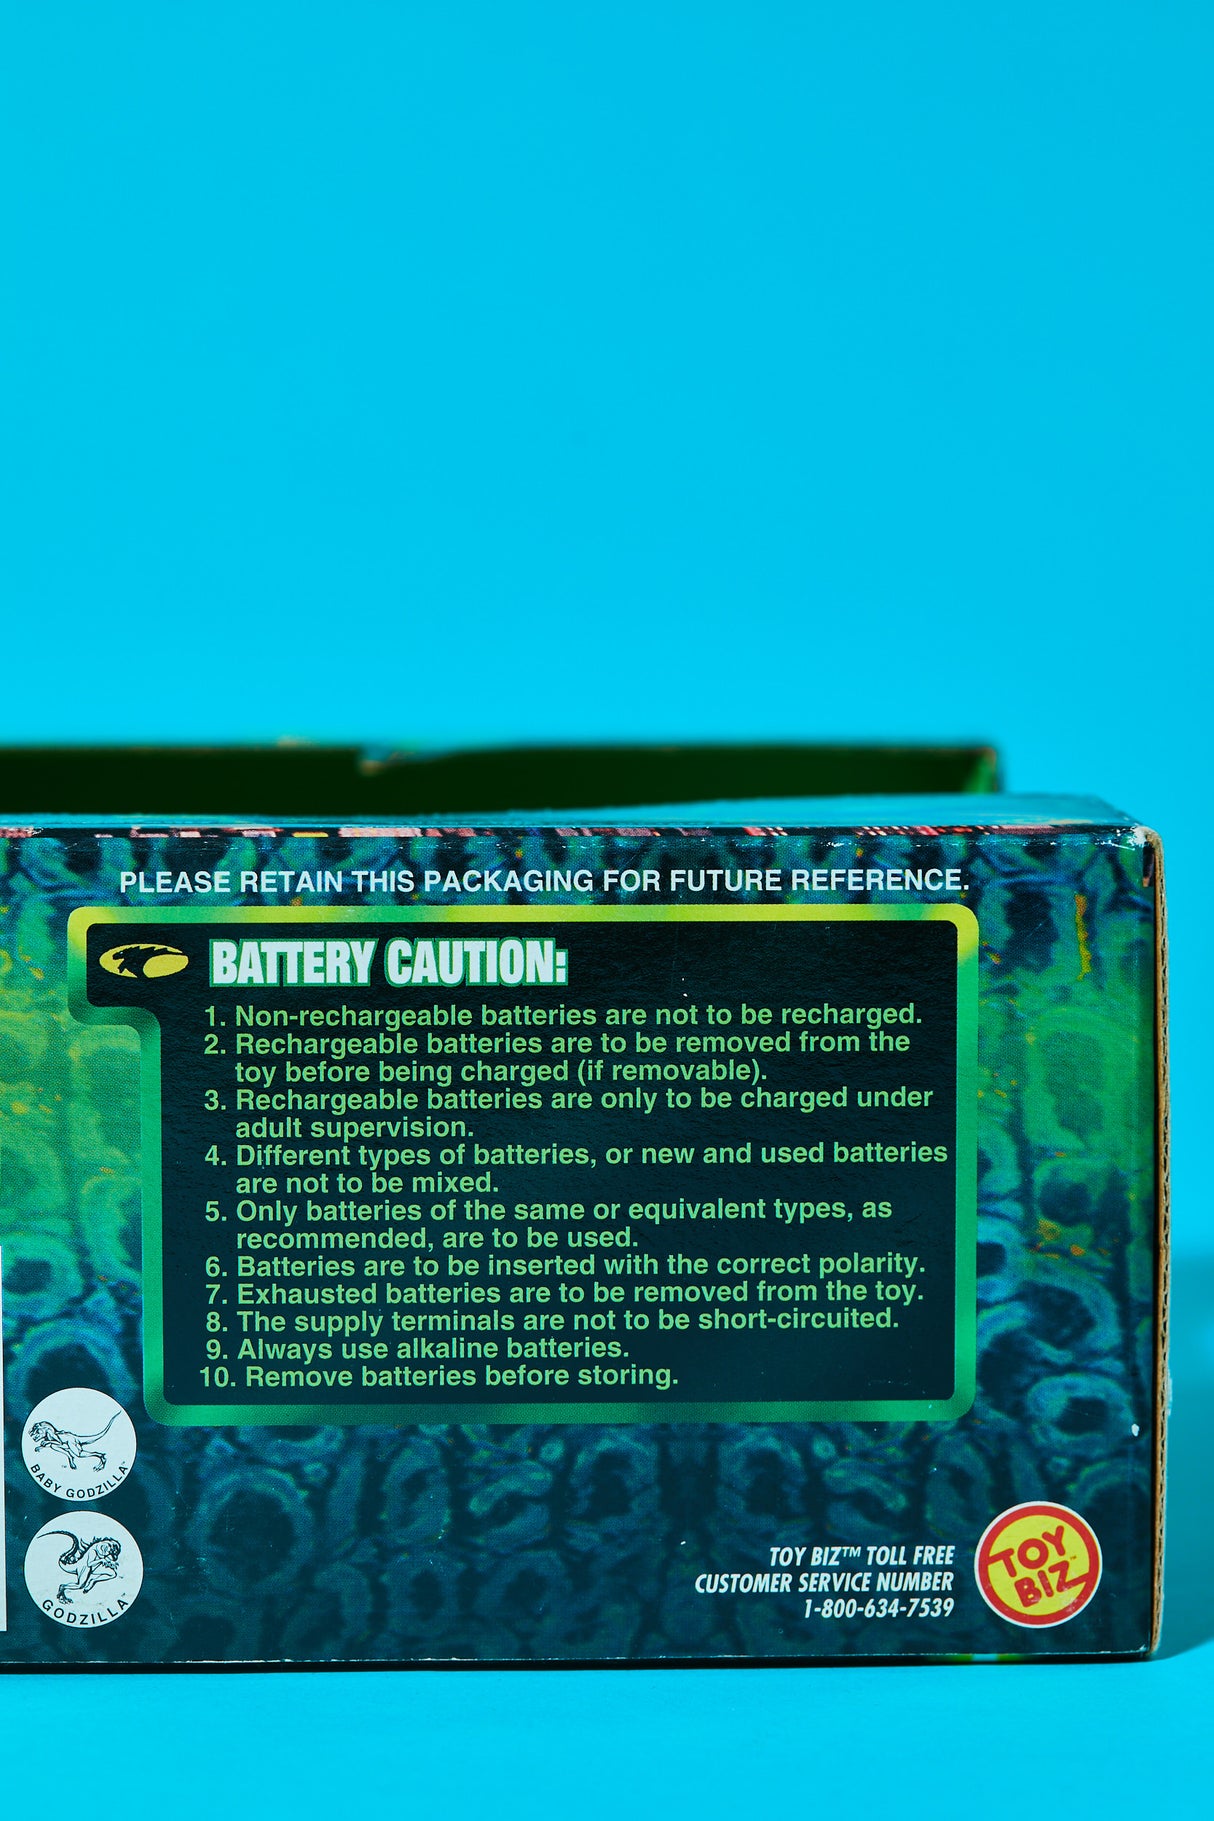 PLEASE RETAIN THIS PACKAGING FOR FUTURE REFERENCE.
BATTERY CAUTION:
1. Non-rechargeable batteries are not to be recharged.
2. Rechargeable batteries are to be removed from the
toy before being charged (if removable).
3. Rechargeable batteries are only to be charged under
adult supervision.
4. Different types of batteries, or new and used batteries
are not to be mixed.
5. Only batteries of the same or equivalent types, as
recommended, are to be used.
6. Batteries are to be inserted with the correct polarity.
7. Exhausted batteries are to be removed from the toy.
8. The supply terminals are not to be short-circuited.
9. Always use alkaline batteries.
10. Remove batteries before storing.
BABY GODZILLA™
GODZILLA™
TOY BIZ™ TOLL FREE
CUSTOMER SERVICE NUMBER
1-800-634-7539
TOY
BIZ™